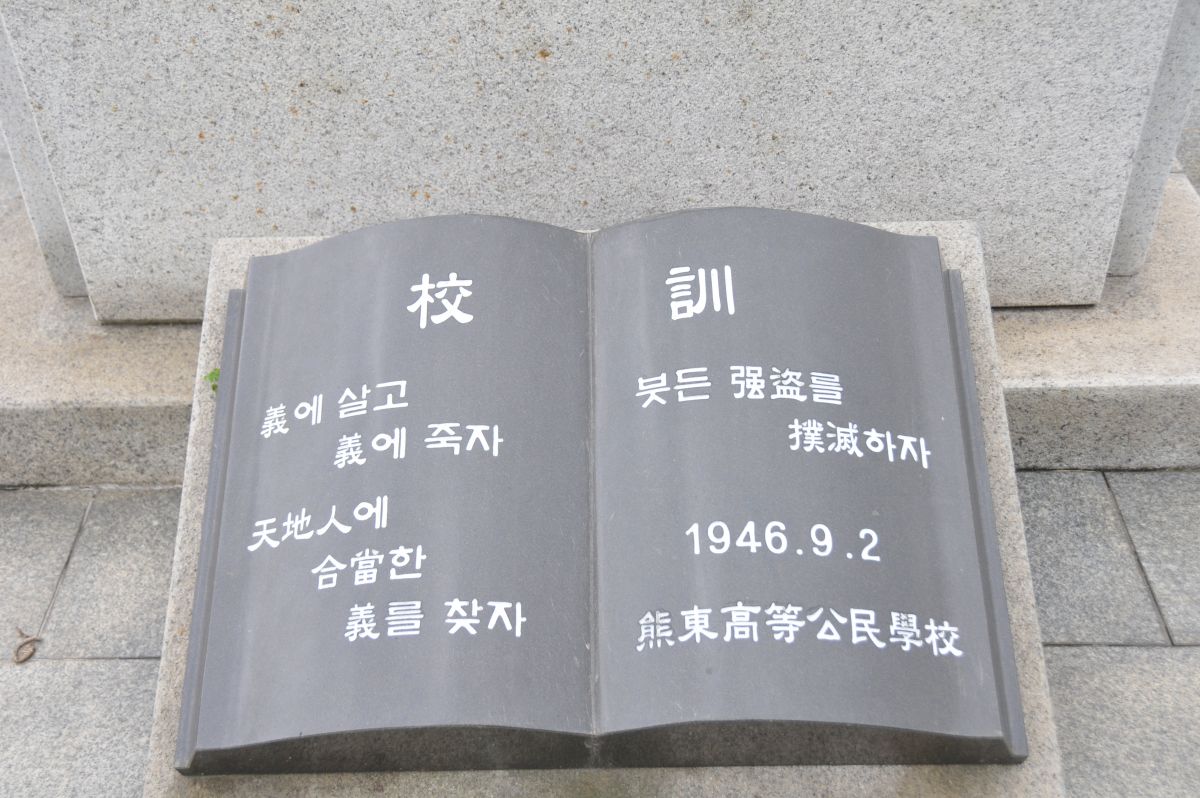 校訓
義에 살고
義에 죽자
天地人에
合當한
義를 찾자
붓든 强盜를
撲滅하자
1946.9.2
熊東高等公民學校